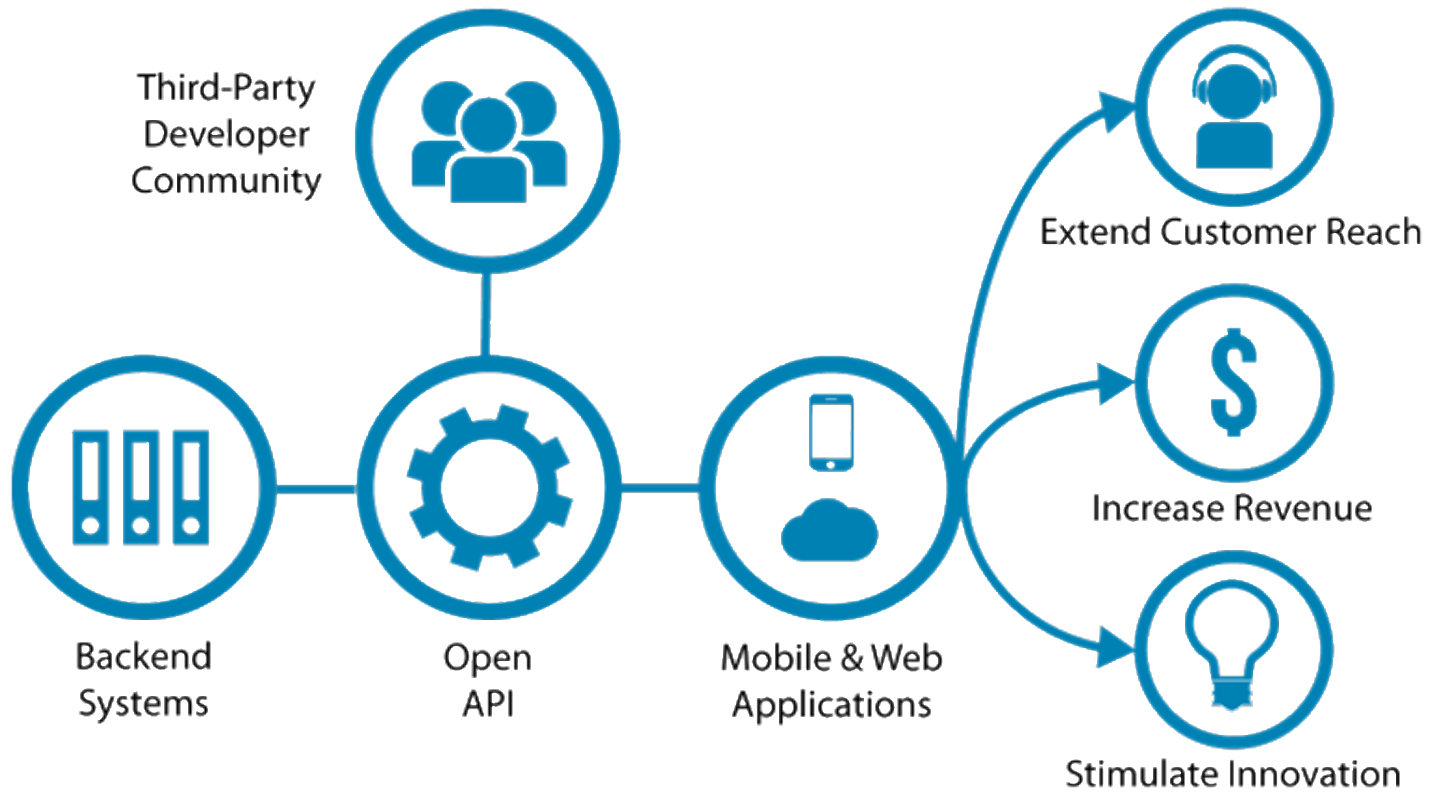 Third-Party
Developer
Community
Extend Customer Reach
$
Increase Revenue
Backend
Systems
Open
API
Mobile & Web
Applications
Stimulate Innovation